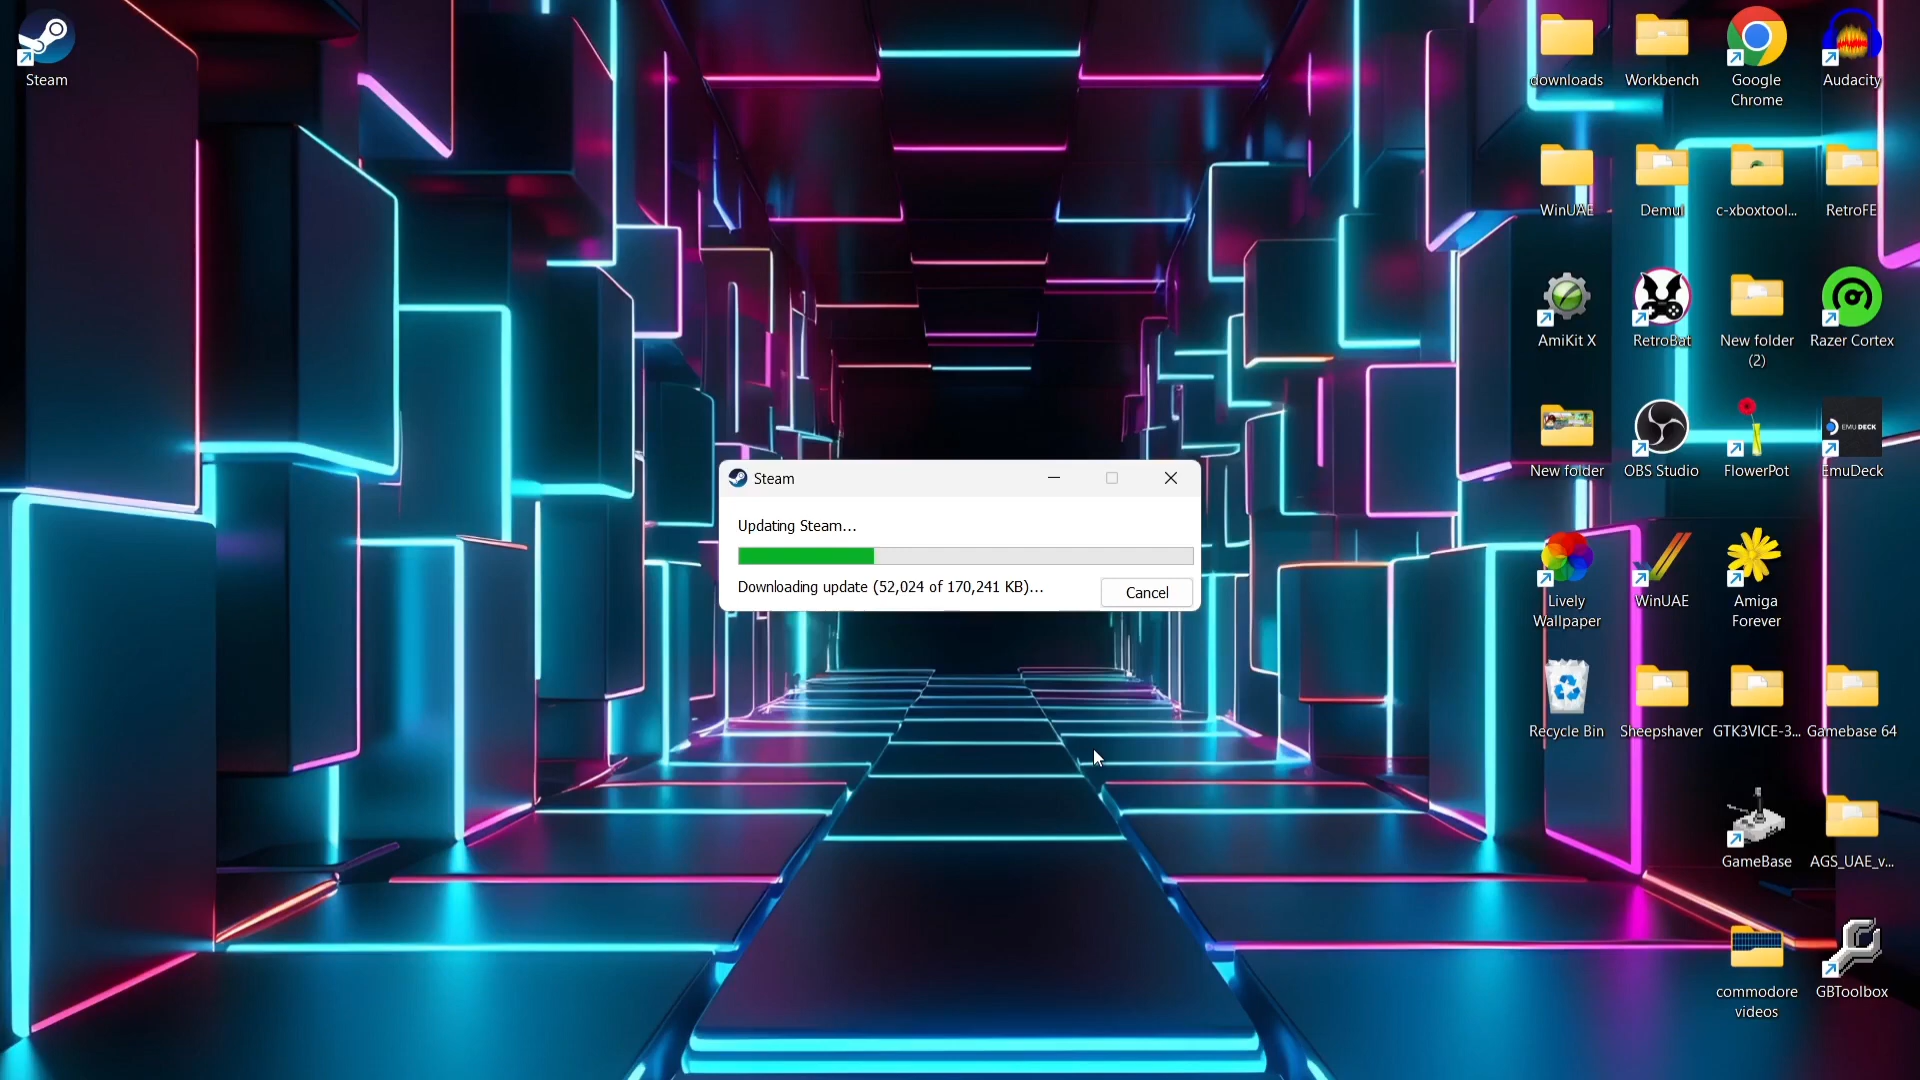 Steam
downloads
Workbench
Google
Chrome
Audacity
WinUAE
Demul
c-xboxtool...
RetroFE
AmiKit X
RetroBat
New folder
(2)
Razer Cortex
New folder
OBS Studio
FlowerPot
EMUDECK
EmuDeck
Steam
Updating Steam...
Downloading update (52,024 of 170,241 KB)...
Cancel
Lively
Wallpaper
WinUAE
Amiga
Forever
Recycle Bin
Sheepshaver
GTK3VICE-3...
Gamebase 64
GameBase
AGS_UAE_v...
commodore
videos
GBToolbox